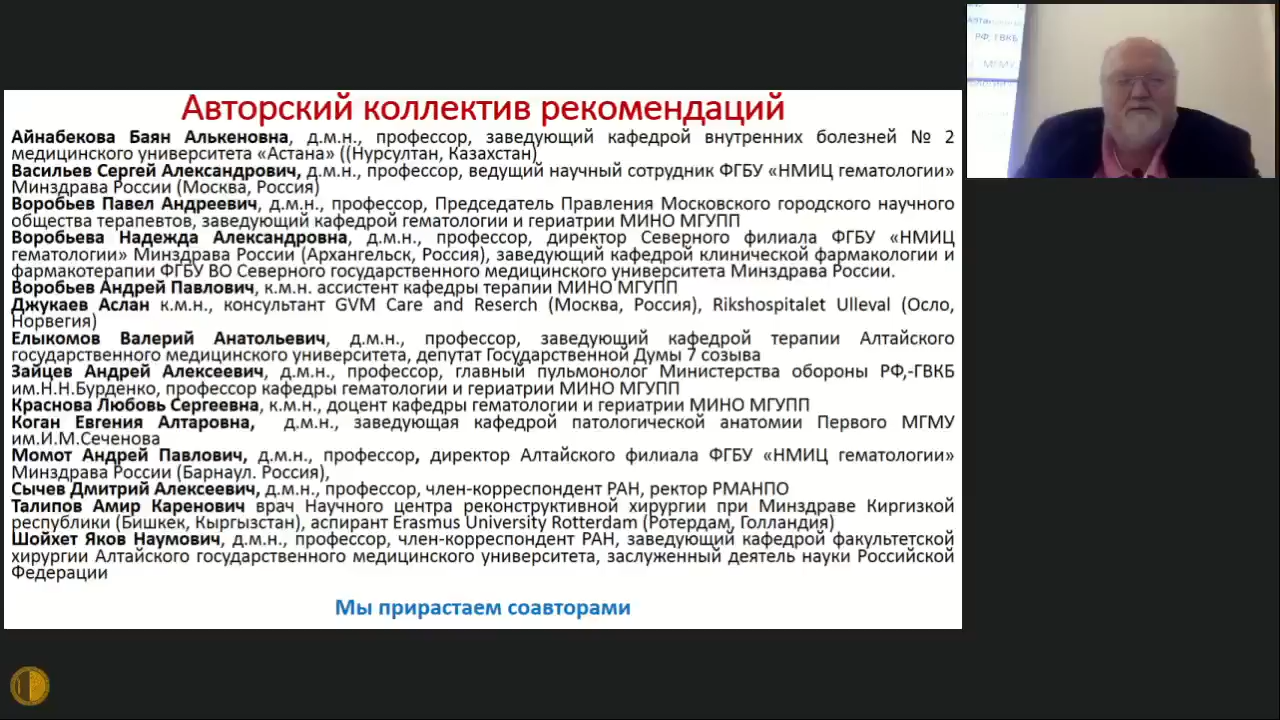 Авторский коллектив рекомендаций
Айнабекова Баян Алькеновна, д.м.н., профессор, заведующий кафедрой внутренних болезней № 2
медицинского университета «Астана» ((Нурсултан, Казахстан)
Васильев Сергей Александрович, д.м.н., профессор, ведущий научный сотрудник ФГБУ «НМИЦ гематологии»
Минздрава России (Москва, Россия)
Воробьев Павел Андреевич, д.м.н., профессор, Председатель Правления Московского городского научного
общества терапевтов, заведующий кафедрой гематологии и гериатрии МИНО МГУПП
Воробьева Надежда Александровна, д.м.н., профессор, директор Северного филиала ФГБУ «НМИЦ
гематологии» Минздрава России (Архангельск, Россия), заведующий кафедрой клинической фармакологии и
фармакотерапии ФГБУ ВО Северного государственного медицинского университета Минздрава России.
Воробьев Андрей Павлович, к.м.н. ассистент кафедры терапии МИНО МГУПП
Джукаев Аслан к.м.н., консультант GVM Care and Reserch (Москва, Россия), Rikshospitalet Ulleval (Осло,
Норвегия)
Елыкомов Валерий Анатольевич, д.м.н., профессор, заведующий кафедрой терапии Алтайского
государственного медицинского университета, депутат Государственной Думы 7 созыва
Зайцев Андрей Алексеевич, д.м.н., профессор, главный пульмонолог Министерства обороны РФ,-ГВКБ
им.Н.Н.Бурденко, профессор кафедры гематологии и гериатрии МИНО МГУПП
Краснова Любовь Сергеевна, к.м.н., доцент кафедры гематологии и гериатрии МИНО МГУПП
Коган Евгения Алтаровна, д.м.н., заведующая кафедрой патологической анатомии Первого МГМУ
им.И.М.Сеченова
Момот Андрей Павлович, д.м.н., профессор, директор Алтайского филиала ФГБУ «НМИЦ гематологии»
Минздрава России (Барнаул. Россия),
Сычев Дмитрий Алексеевич, д.м.н., профессор, член-корреспондент РАН, ректор РМАНПО
Талипов Амир Каренович врач Научного центра реконструктивной хирургии при Минздраве Киргизкой
республики (Бишкек, Кыргызстан), аспирант Erasmus University Rotterdam (Ротердам, Голландия)
Шойхет Яков Наумович, д.м.н., профессор, член-корреспондент РАН, заведующий кафедрой факультетской
хирургии Алтайского государственного медицинского университета, заслуженный деятель науки Российской
Федерации
Мы прирастаем соавторами
РФ, ГВКБ
МГМУ